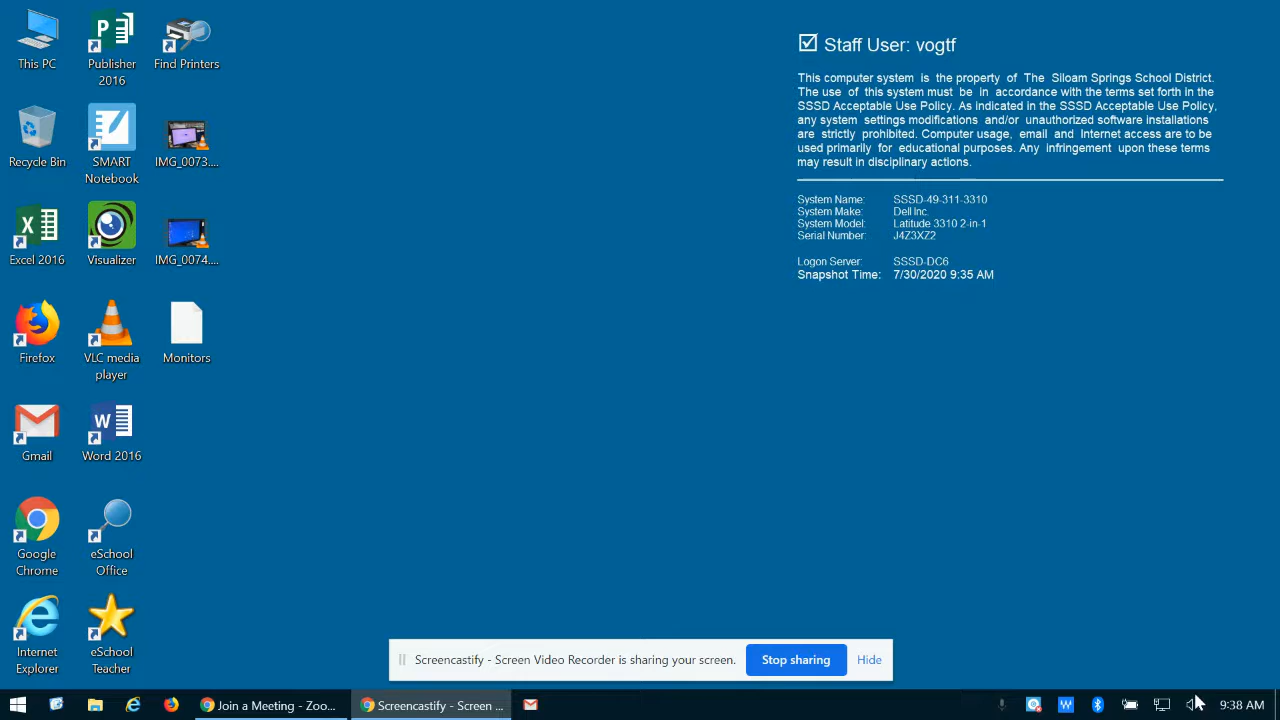 This PC
Publisher
2016
Find Printers
Recycle Bin
SMART
Notebook
IMG_0073....
Excel 2016
Visualizer
IMG_0074....
Firefox
VLC media
player
Monitors
Gmail
Word 2016
Google
Chrome
eSchool
Office
Internet
Explorer
eSchool
Teacher
Staff User: vogtf
This computer system is the property of The Siloam Springs School District.
The use of this system must be in accordance with the terms set forth in the
SSSD Acceptable Use Policy. As indicated in the SSSD Acceptable Use Policy,
any system settings modifications and/or unauthorized software installations
are strictly prohibited. Computer usage, email and Internet access are to be
used primarily for educational purposes. Any infringement upon these terms
may result in disciplinary actions.
System Name: SSSD-49-311-3310
System Make: Dell Inc.
System Model: Latitude 3310 2-in-1
Serial Number: J4Z3XZ2
Logon Server: SSSD-DC6
Snapshot Time: 7/30/2020 9:35 AM
Screencastify - Screen Video Recorder is sharing your screen. Stop sharing Hide
Join a Meeting - Zoo... Screencastify - Screen ... 9:38 AM